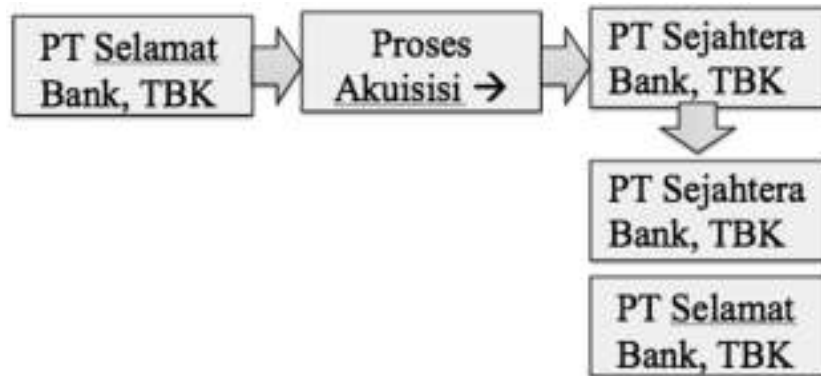 PT Selamat
Bank, TBK
Proses
Akuisisi →
PT Sejahtera
Bank, TBK
PT Sejahtera
Bank, TBK
PT Selamat
Bank, TBK